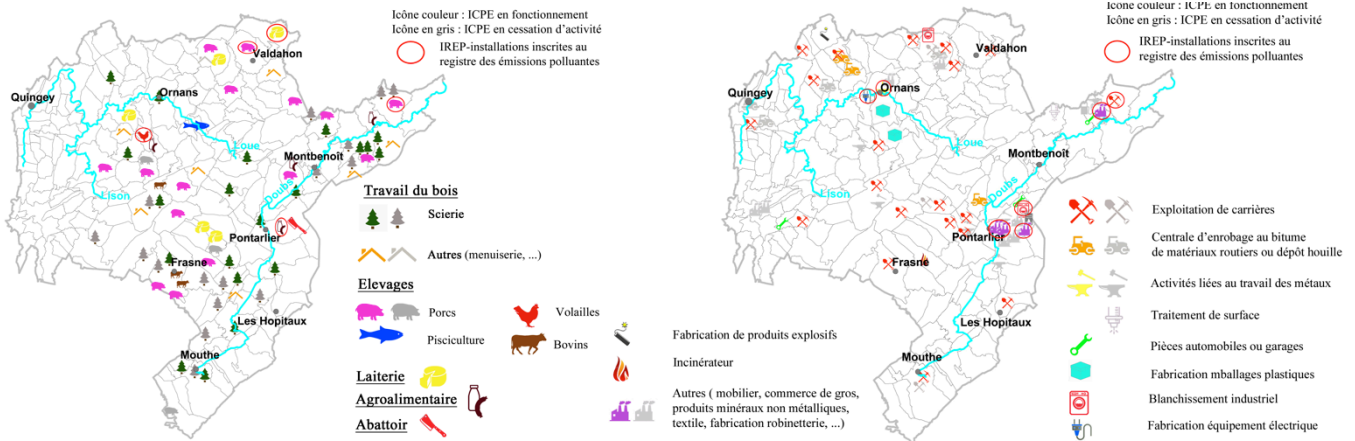 Icône couleur : ICPE en fonctionnement
Icône en gris : ICPE en cessation d'activité
IREP-installations inscrites au
registre des émissions polluantes
Valdahon
Quingey
Ornans
Loue
Montbenoît
Lison
Doubs
Pontarlier
Frasne
Les Hopitaux
Mouthe
Travail du bois
Scierie
Autres (menuiserie, ...)
Elevages
Porcs
Volailles
Pisciculture
Bovins
Laiterie
Agroalimentaire
Abattoir
Icône couleur : ICPE en fonctionnement
Icône en gris : ICPE en cessation d'activité
IREP-installations inscrites au
registre des émissions polluantes
Valdahon
Quingey
Ornans
Loue
Montbenoît
Lison
Doubs
Pontarlier
Frasne
Les Hopitaux
Mouthe
Fabrication de produits explosifs
Incinérateur
Autres ( mobilier, commerce de gros,
produits minéraux non métalliques,
textile, fabrication robinetterie, ...)
Exploitation de carrières
Centrale d'enrobage au bitume
de matériaux routiers ou dépôt houille
Activités liées au travail des métaux
Traitement de surface
Pièces automobiles ou garages
Fabrication mballages plastiques
Blanchissement industriel
Fabrication équipement électrique